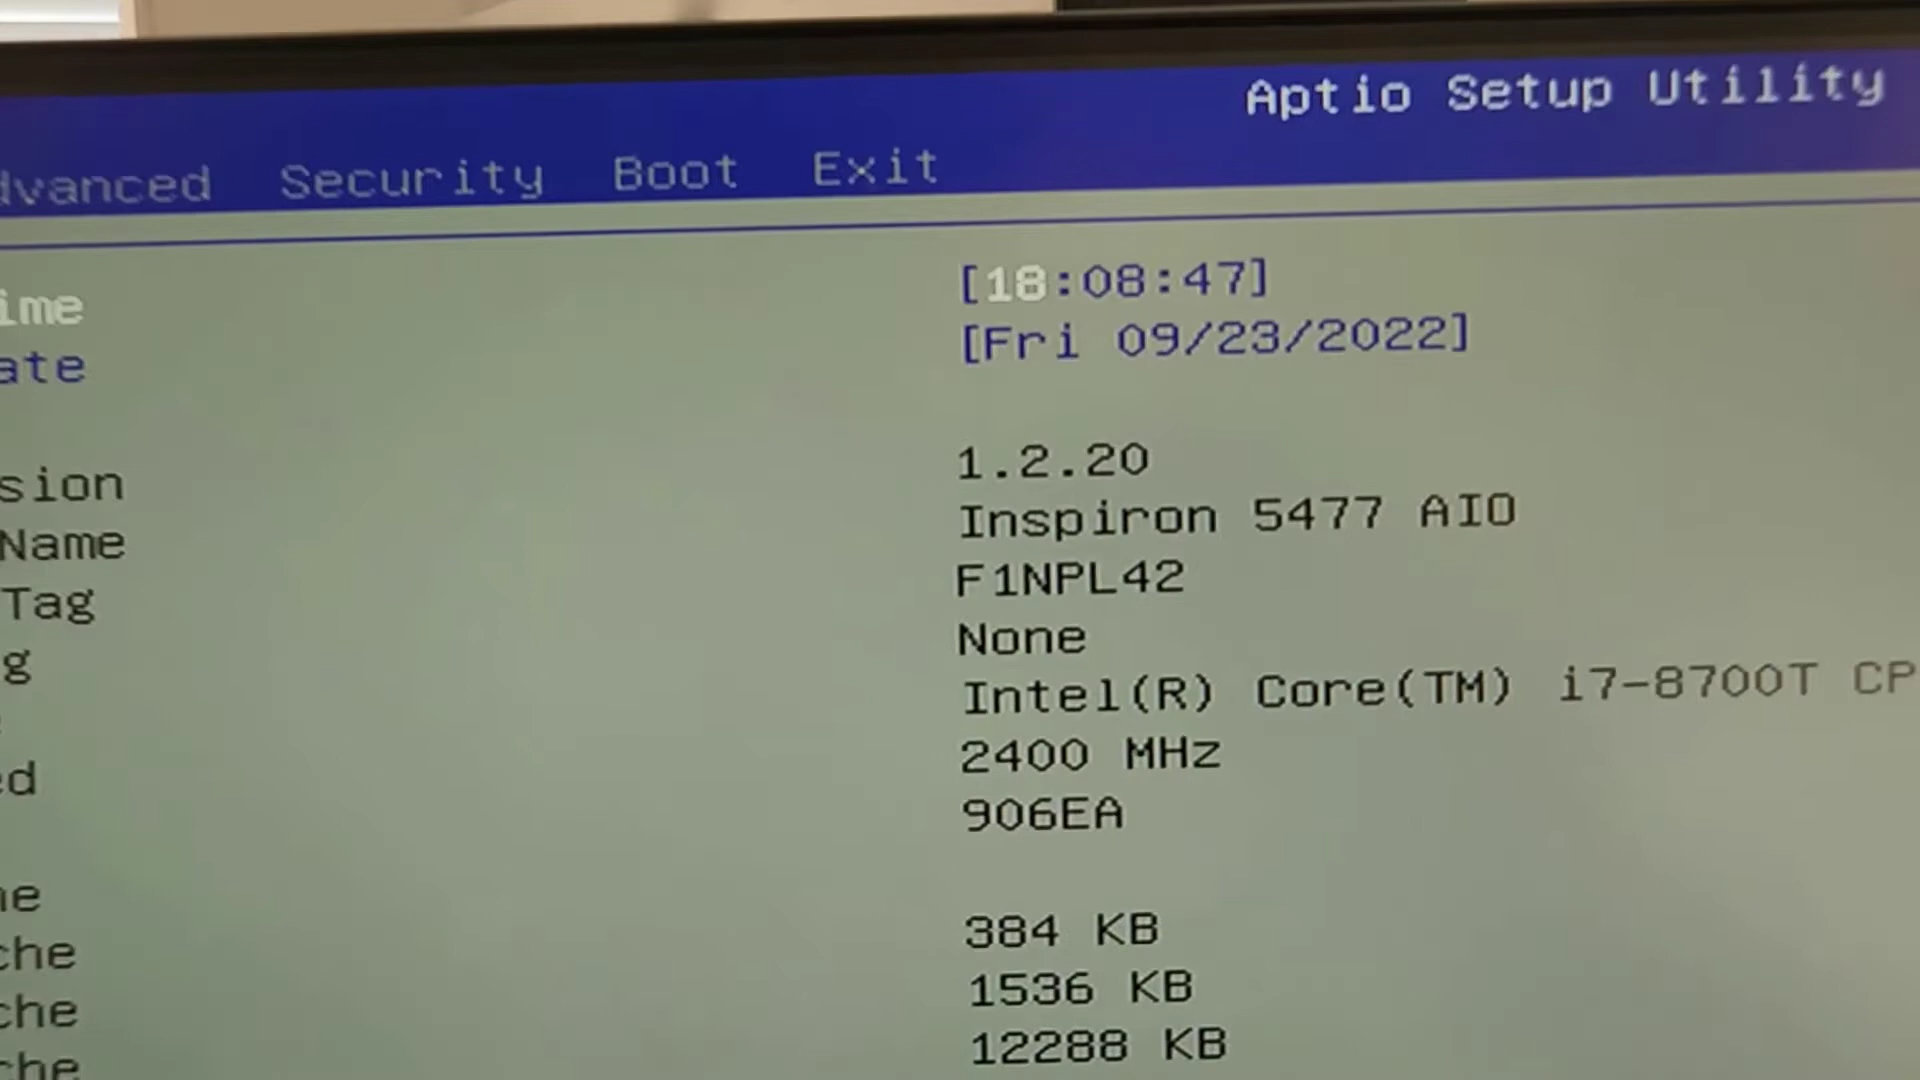 Aptio Setup Utility
dvanced Security Boot Exit
ime [18:08:47]
ate [Fri 09/23/2022]
sion 1.2.20
Name Inspiron 5477 AIO
Tag F1NPL42
g None
Intel(R) Core(TM) i7-8700T CP
ed 2400 MHz
906EA
he 384 KB
che 1536 KB
che 12288 KB
che